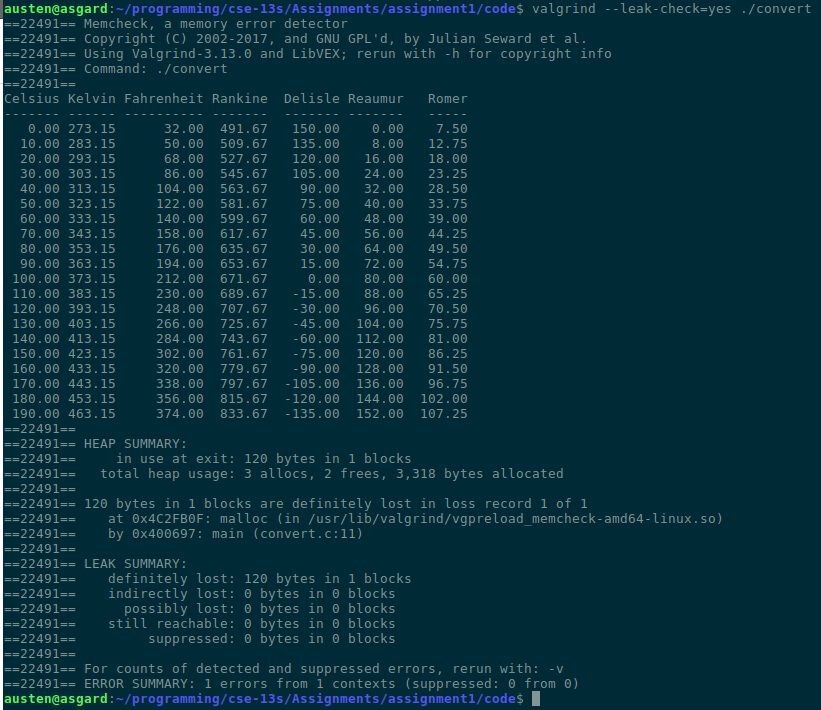 austen@asgard:~/programming/cse-13s/Assignments/assignment1/code$ valgrind --leak-check=yes ./convert
==22491== Memcheck, a memory error detector
==22491== Copyright (C) 2002-2017, and GNU GPL'd, by Julian Seward et al.
==22491== Using Valgrind-3.13.0 and LibVEX; rerun with -h for copyright info
==22491== Command: ./convert
==22491==
Celsius Kelvin Fahrenheit Rankine  Delisle Reaumur   Romer
------- ------ ---------- -------  ------- -------   -----
   0.00 273.15      32.00  491.67   150.00    0.00    7.50
  10.00 283.15      50.00  509.67   135.00    8.00   12.75
  20.00 293.15      68.00  527.67   120.00   16.00   18.00
  30.00 303.15      86.00  545.67   105.00   24.00   23.25
  40.00 313.15     104.00  563.67    90.00   32.00   28.50
  50.00 323.15     122.00  581.67    75.00   40.00   33.75
  60.00 333.15     140.00  599.67    60.00   48.00   39.00
  70.00 343.15     158.00  617.67    45.00   56.00   44.25
  80.00 353.15     176.00  635.67    30.00   64.00   49.50
  90.00 363.15     194.00  653.67    15.00   72.00   54.75
 100.00 373.15     212.00  671.67     0.00   80.00   60.00
 110.00 383.15     230.00  689.67   -15.00   88.00   65.25
 120.00 393.15     248.00  707.67   -30.00   96.00   70.50
 130.00 403.15     266.00  725.67   -45.00  104.00   75.75
 140.00 413.15     284.00  743.67   -60.00  112.00   81.00
 150.00 423.15     302.00  761.67   -75.00  120.00   86.25
 160.00 433.15     320.00  779.67   -90.00  128.00   91.50
 170.00 443.15     338.00  797.67  -105.00  136.00   96.75
 180.00 453.15     356.00  815.67  -120.00  144.00  102.00
 190.00 463.15     374.00  833.67  -135.00  152.00  107.25
==22491==
==22491== HEAP SUMMARY:
==22491==     in use at exit: 120 bytes in 1 blocks
==22491==   total heap usage: 3 allocs, 2 frees, 3,318 bytes allocated
==22491==
==22491== 120 bytes in 1 blocks are definitely lost in loss record 1 of 1
==22491==    at 0x4C2FB0F: malloc (in /usr/lib/valgrind/vgpreload_memcheck-amd64-linux.so)
==22491==    by 0x400697: main (convert.c:11)
==22491==
==22491== LEAK SUMMARY:
==22491==    definitely lost: 120 bytes in 1 blocks
==22491==    indirectly lost: 0 bytes in 0 blocks
==22491==      possibly lost: 0 bytes in 0 blocks
==22491==    still reachable: 0 bytes in 0 blocks
==22491==         suppressed: 0 bytes in 0 blocks
==22491==
==22491== For counts of detected and suppressed errors, rerun with: -v
==22491== ERROR SUMMARY: 1 errors from 1 contexts (suppressed: 0 from 0)
austen@asgard:~/programming/cse-13s/Assignments/assignment1/code$